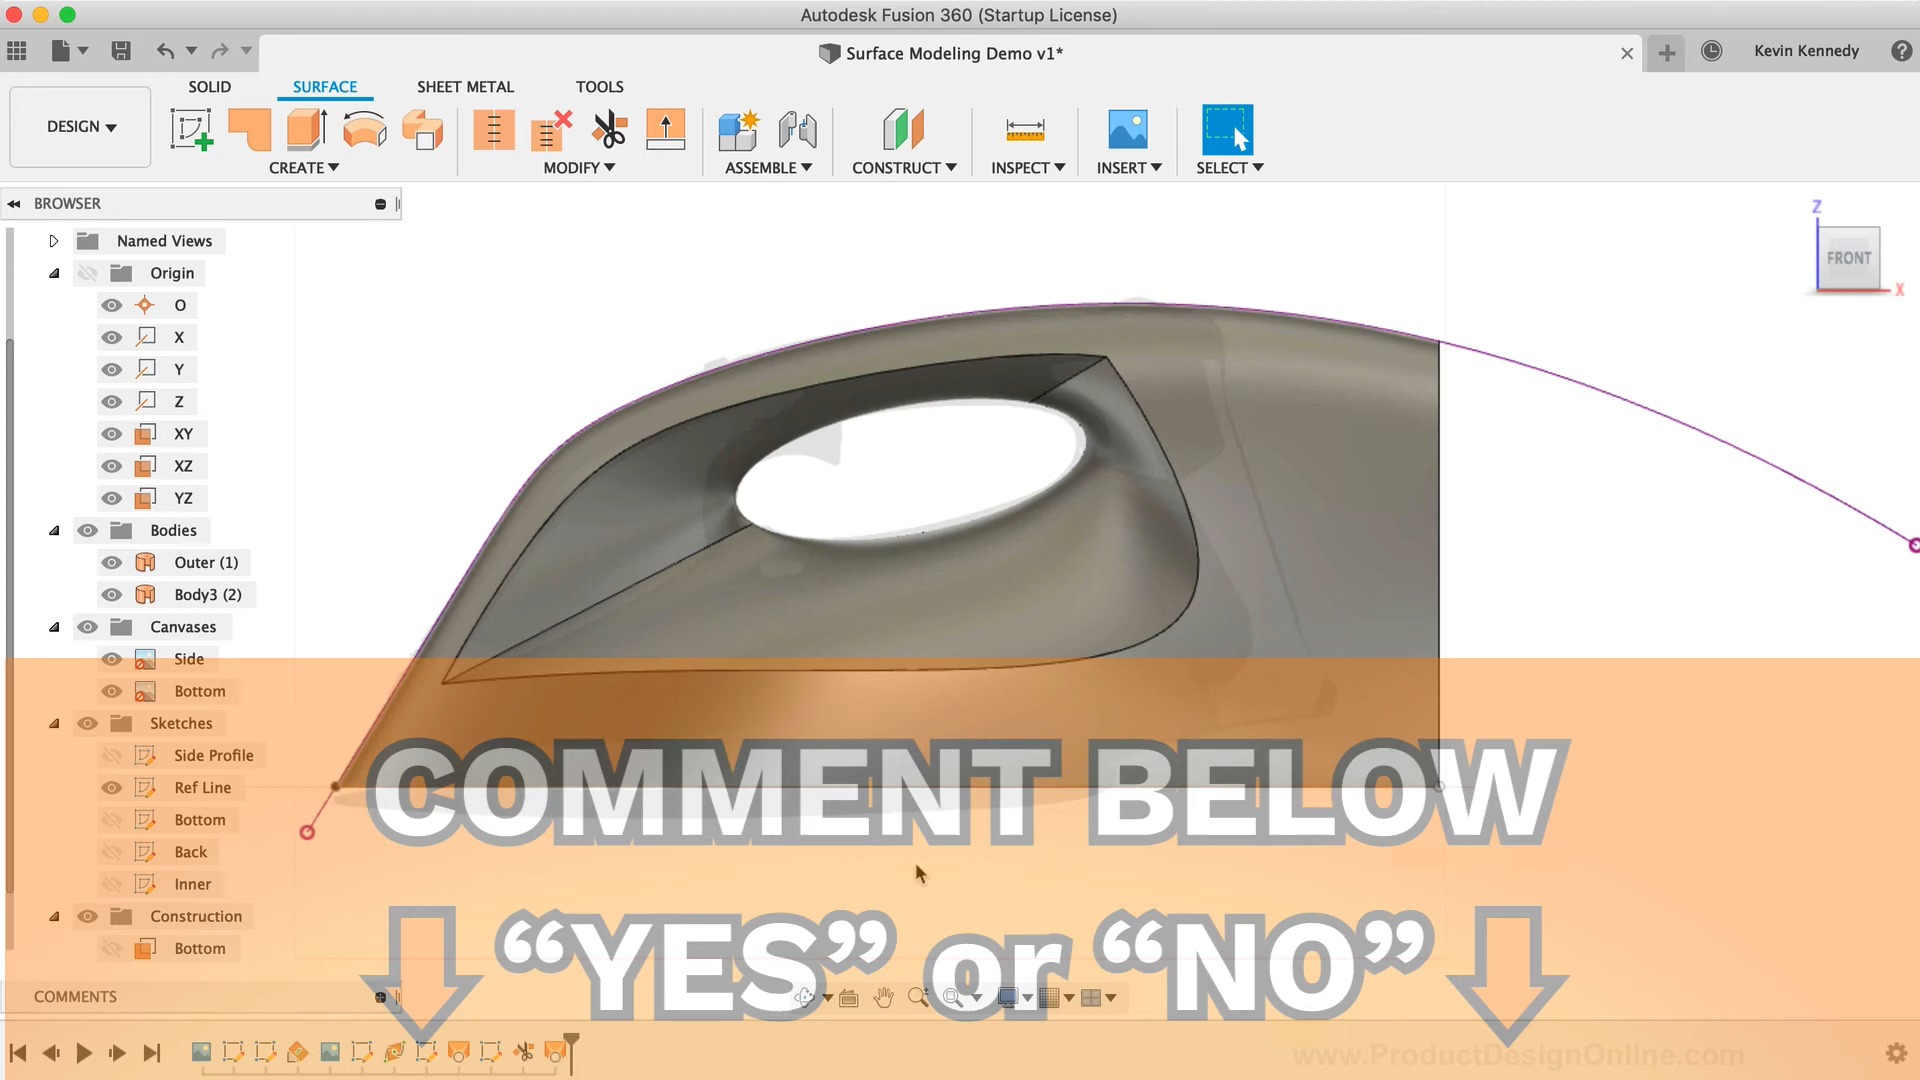 Autodesk Fusion 360 (Startup License)
Surface Modeling Demo v1*
Kevin Kennedy
SOLID SURFACE SHEET METAL TOOLS
DESIGN
CREATE MODIFY ASSEMBLE CONSTRUCT INSPECT INSERT SELECT
BROWSER
Named Views
Origin
O
X
Y
Z
XY
XZ
YZ
Bodies
Outer (1)
Body3 (2)
Canvases
Side
Bottom
Sketches
Side Profile
Ref Line
Bottom
Back
Inner
Construction
Bottom
COMMENTS
Z
FRONT
X
COMMENT BELOW
“YES” or “NO”
www.ProductDesignOnline.com